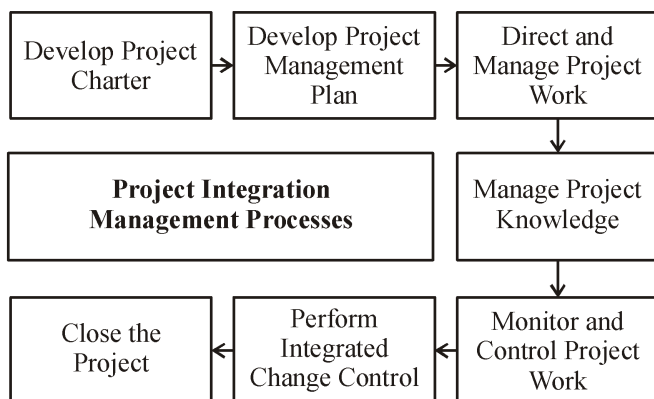 Develop Project
Charter
Develop Project
Management
Plan
Direct and
Manage Project
Work
Project Integration
Management Processes
Manage Project
Knowledge
Close the
Project
Perform
Integrated
Change Control
Monitor and
Control Project
Work